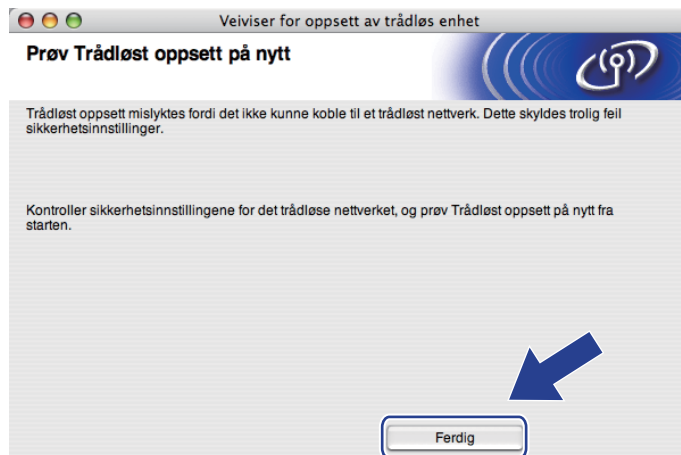 Veiviser for oppsett av trådløs enhet
Prøv Trådløst oppsett på nytt
Trådløst oppsett mislyktes fordi det ikke kunne koble til et trådløst nettverk. Dette skyldes trolig feil
sikkerhetsinnstillinger.
Kontroller sikkerhetsinnstillingene for det trådløse nettverket, og prøv Trådløst oppsett på nytt fra
starten.
Ferdig